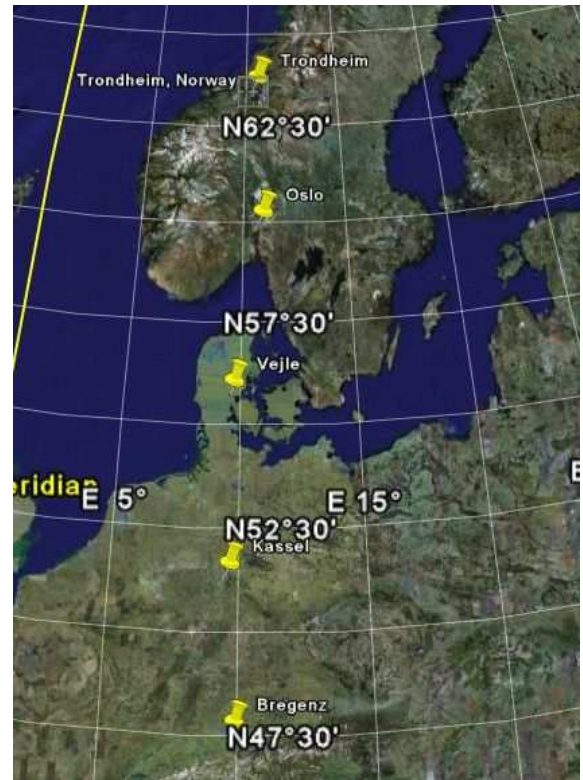 Trondheim
Trondheim, Norway
N62°30'
Oslo
N57°30'
Vejle
eridian
E 5°
E 15°
E
N52°30'
Kassel
Bregenz
N47°30'